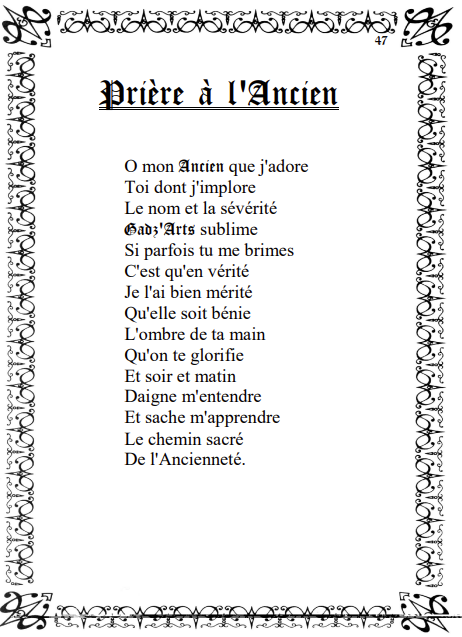 47
Prière à l'Ancien
O mon Ancien que j'adore
Toi dont j'implore
Le nom et la sévérité
Gadz'Arts sublime
Si parfois tu me brimes
C'est qu'en vérité
Je l'ai bien mérité
Qu'elle soit bénie
L'ombre de ta main
Qu'on te glorifie
Et soir et matin
Daigne m'entendre
Et sache m'apprendre
Le chemin sacré
De l'Ancienneté.